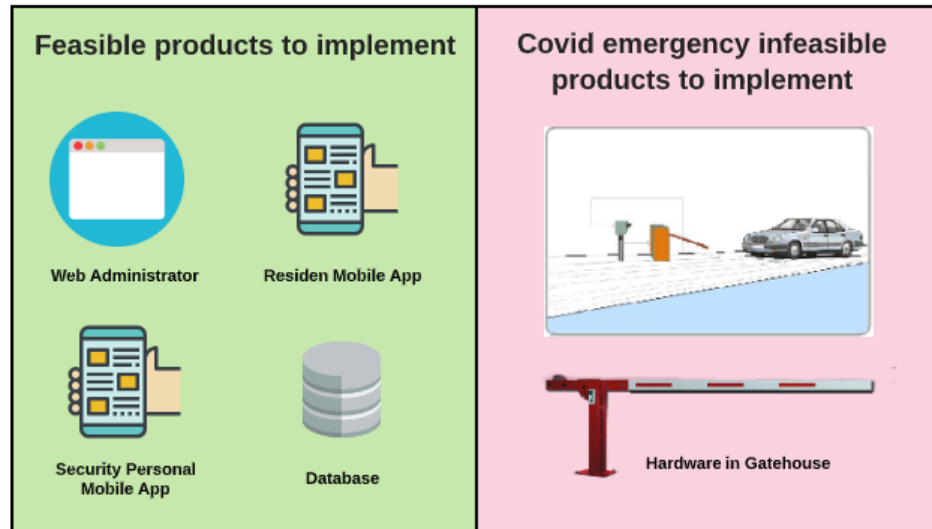 Feasible products to implement
Web Administrator
Residen Mobile App
Security Personal
Mobile App
Database
Covid emergency infeasible
products to implement
Hardware in Gatehouse